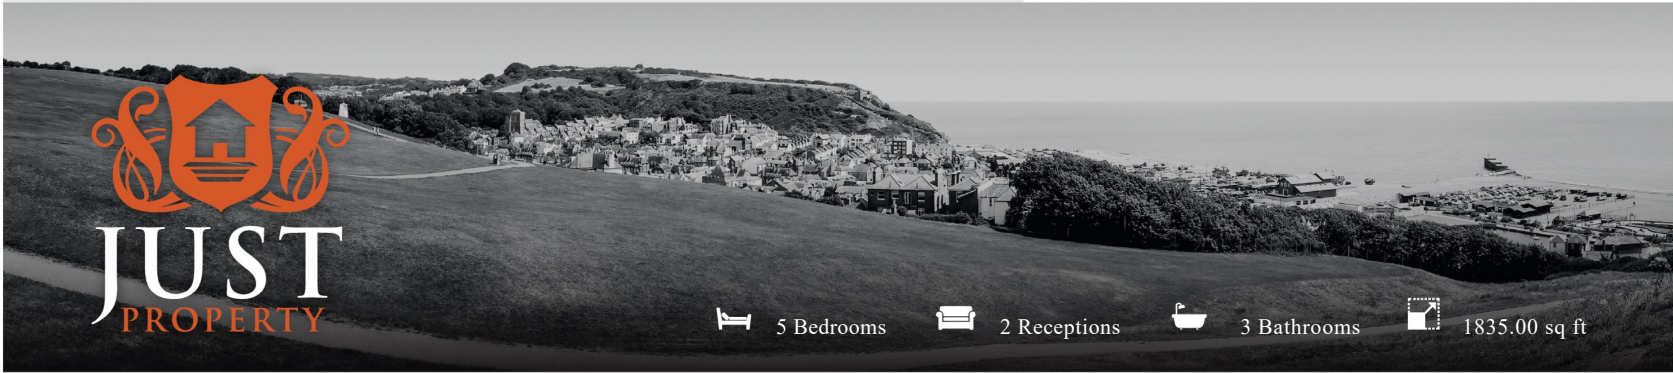 JUST
PROPERTY
5 Bedrooms
2 Receptions
3 Bathrooms
1835.00 sq ft